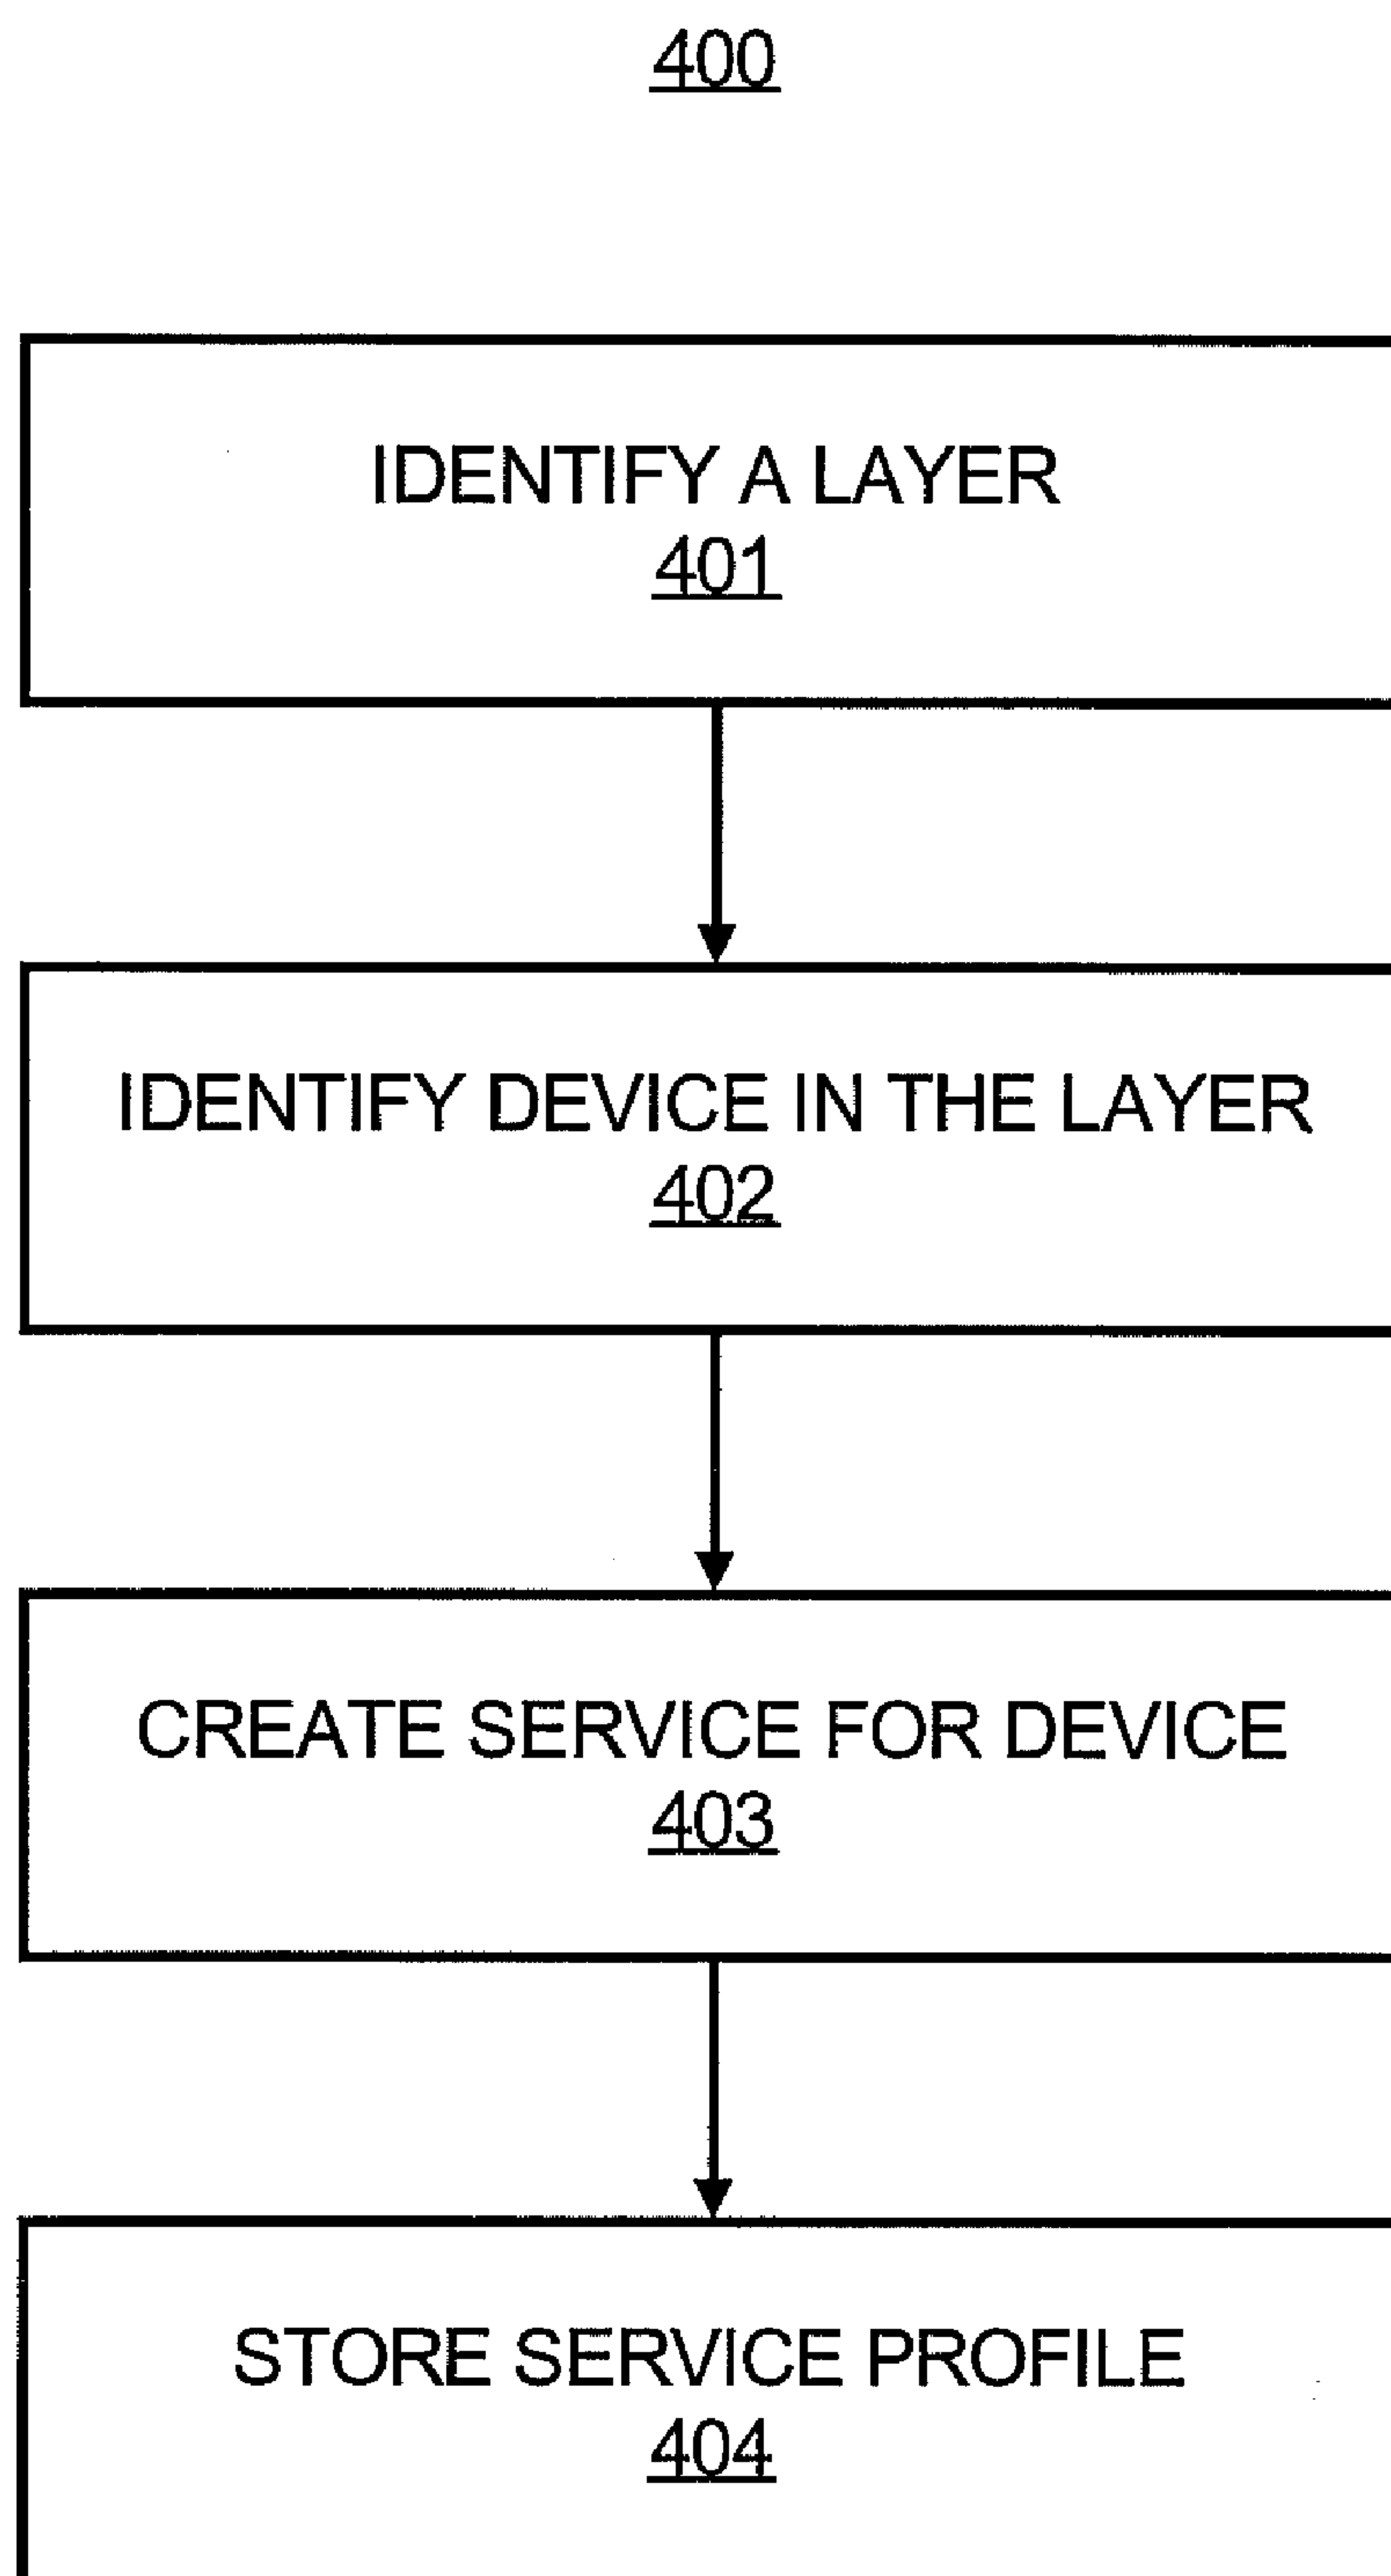 400
IDENTIFY A LAYER
401
IDENTIFY DEVICE IN THE LAYER
402
CREATE SERVICE FOR DEVICE
403
STORE SERVICE PROFILE
404